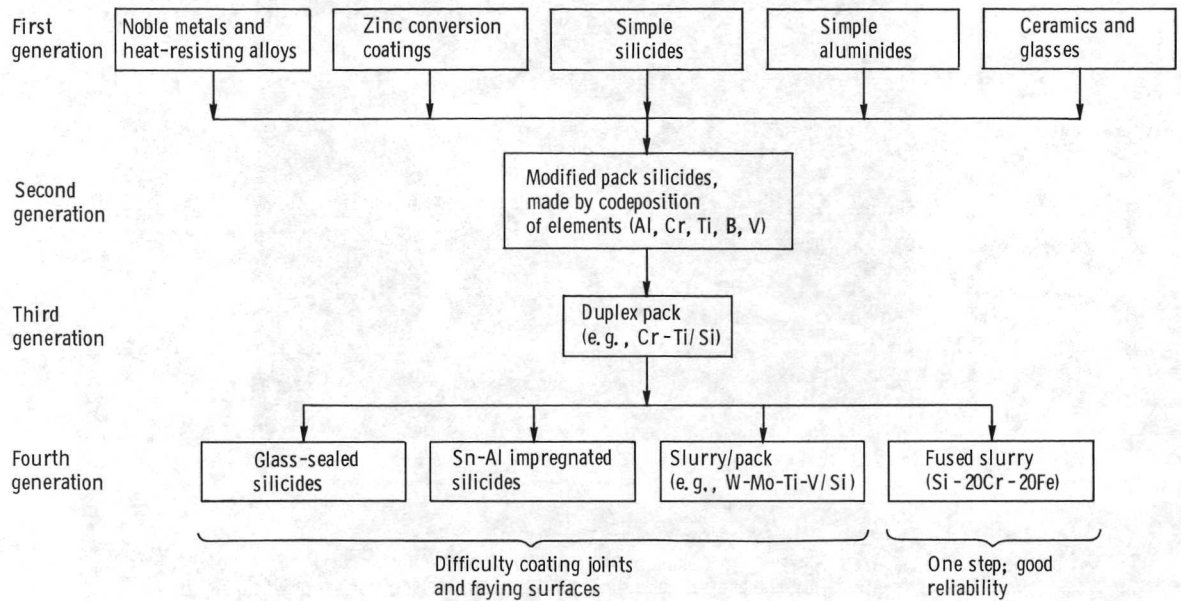 First
generation
Noble metals and
heat-resisting alloys
Zinc conversion
coatings
Simple
silicides
Simple
aluminides
Ceramics and
glasses
Second
generation
Modified pack silicides,
made by codeposition
of elements (Al, Cr, Ti, B, V)
Third
generation
Duplex pack
(e. g., Cr-Ti/Si)
Fourth
generation
Glass-sealed
silicides
Sn-Al impregnated
silicides
Slurry/pack
(e. g., W-Mo-Ti-V/Si)
Fused slurry
(Si-20Cr-20Fe)
Difficulty coating joints
and faying surfaces
One step; good
reliability